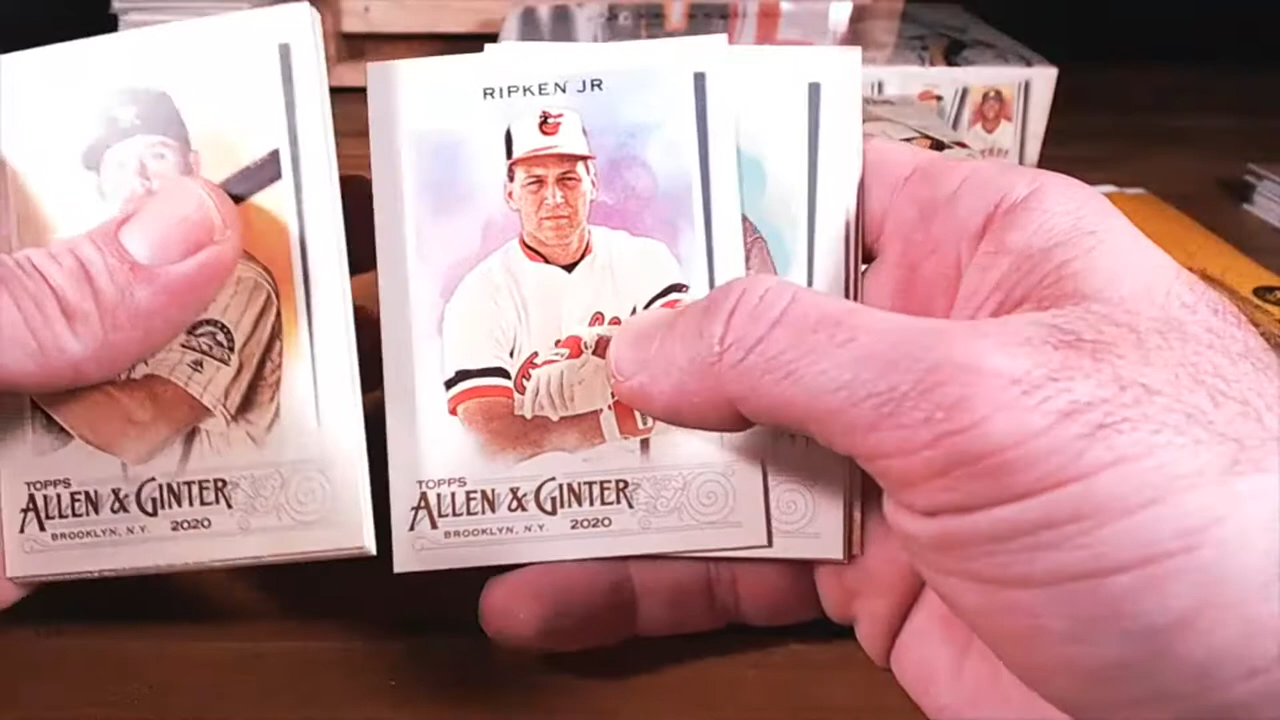 TOPPS
ALLEN & GINTER
BROOKLYN, N.Y. 2020
RIPKEN JR
TOPPS
ALLEN & GINTER
BROOKLYN, N.Y. 2020